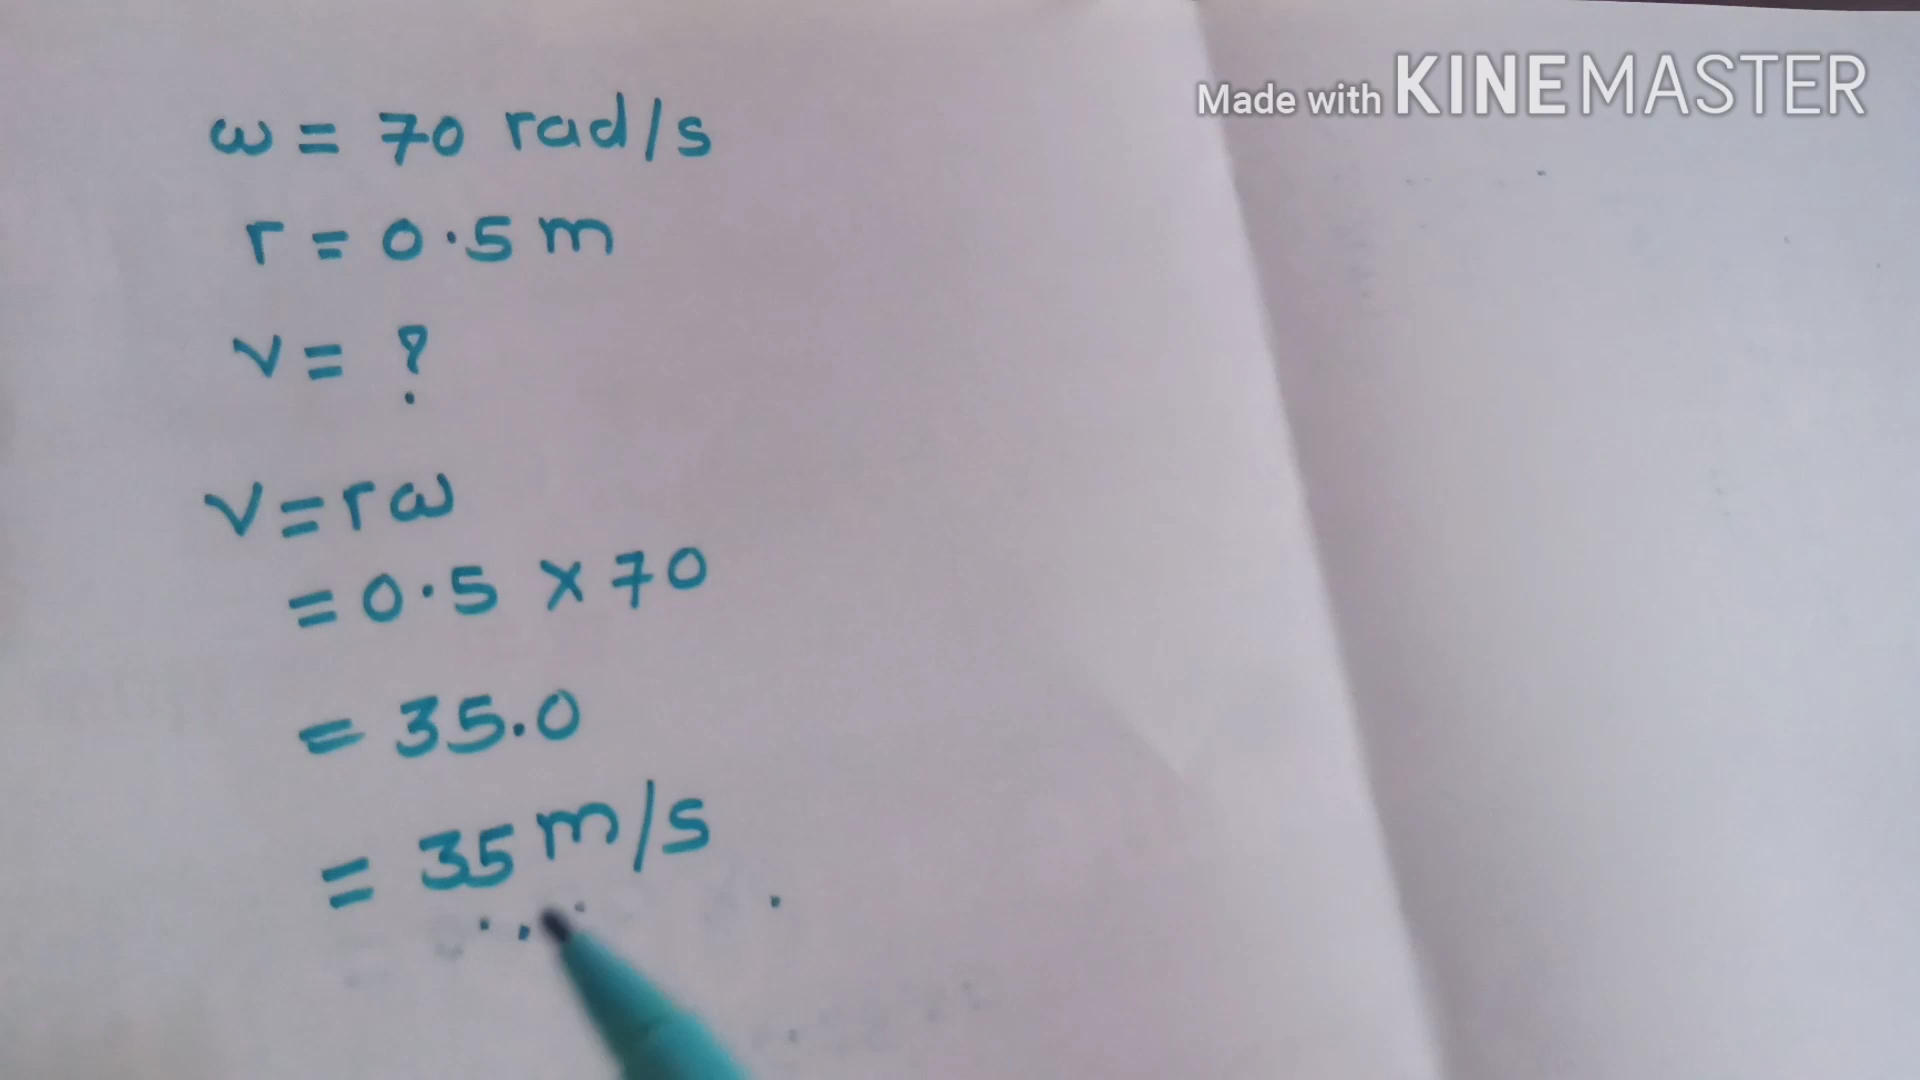 Made with KINEMASTER
ω = 70 rad/s
r = 0.5 m
v = ?
v = rω
= 0.5 × 70
= 35.0
= 35 m/s